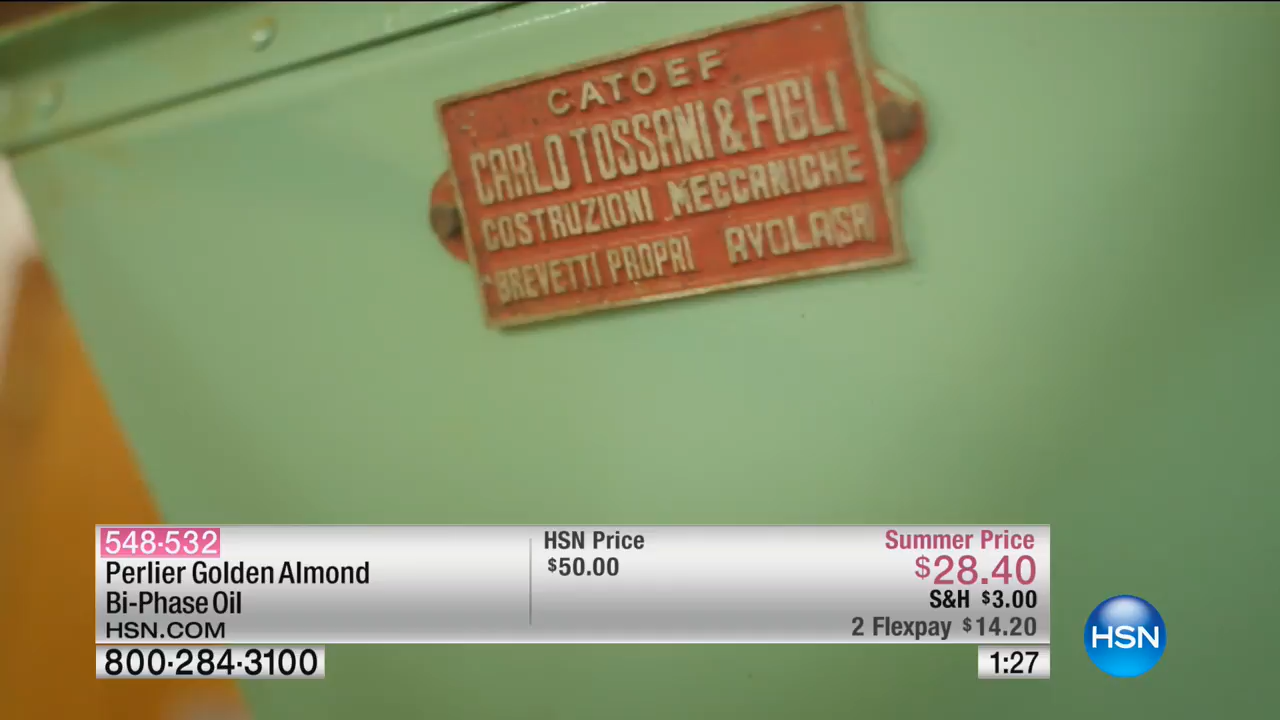 CATOEF
CARLO TOSSANI & FIGLI
COSTRUZIONI MECCANICHE
BREVETTI PROPRI
548·532
Perlier Golden Almond
Bi-Phase Oil
HSN.COM
800·284·3100
HSN Price
$50.00
Summer Price
$28.40
S&H $3.00
2 Flexpay $14.20
1:27
HSN